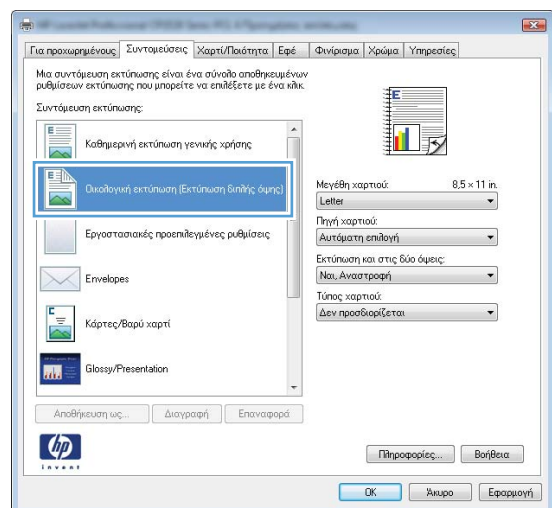 Για προχωρημένους Συντομεύσεις Χαρτί/Ποιότητα Εφέ Φινίρισμα Χρώμα Υπηρεσίες
Μια συντόμευση εκτύπωσης είναι ένα σύνολο αποθηκευμένων
ρυθμίσεων εκτύπωσης που μπορείτε να επιλέξετε με ένα κλικ.
Συντόμευση εκτύπωσης:
Καθημερινή εκτύπωση γενικής χρήσης
Οικολογική εκτύπωση (Εκτύπωση διπλής όψης)
Εργοστασιακές προεπιλεγμένες ρυθμίσεις
Envelopes
Κάρτες/Βαρύ χαρτί
Glossy/Presentation
Αποθήκευση ως... Διαγραφή Επαναφορά
Μεγέθη χαρτιού: 8,5 × 11 in.
Letter
Πηγή χαρτιού:
Αυτόματη επιλογή
Εκτύπωση και στις δύο όψεις:
Ναι, Αναστροφή
Τύπος χαρτιού:
Δεν προσδιορίζεται
hp
invent
Πληροφορίες... Βοήθεια
OK Άκυρο Εφαρμογή